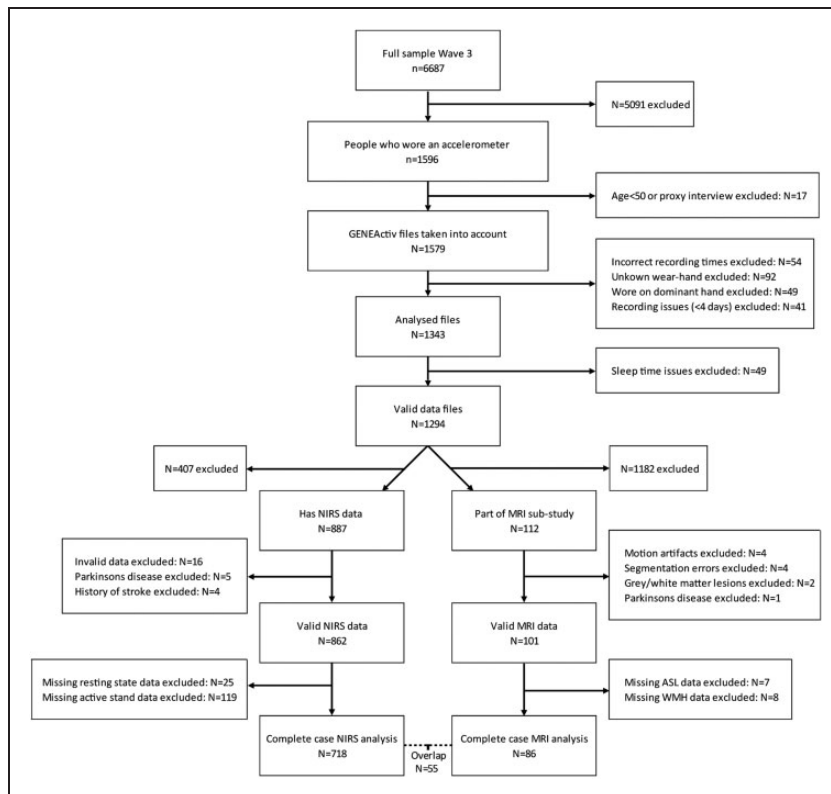 Full sample Wave 3
n=6687
N=5091 excluded
People who wore an accelerometer
n=1596
Age<50 or proxy interview excluded: N=17
GENEActiv files taken into account
N=1579
Incorrect recording times excluded: N=54
Unkown wear-hand excluded: N=92
Wore on dominant hand excluded: N=49
Recording issues (<4 days) excluded: N=41
Analysed files
N=1343
Sleep time issues excluded: N=49
Valid data files
N=1294
N=407 excluded
N=1182 excluded
Has NIRS data
N=887
Part of MRI sub-study
N=112
Invalid data excluded: N=16
Parkinsons disease excluded: N=5
History of stroke excluded: N=4
Motion artifacts excluded: N=4
Segmentation errors excluded: N=4
Grey/white matter lesions excluded: N=2
Parkinsons disease excluded: N=1
Valid NIRS data
N=862
Valid MRI data
N=101
Missing resting state data excluded: N=25
Missing active stand data excluded: N=119
Missing ASL data excluded: N=7
Missing WMH data excluded: N=8
Complete case NIRS analysis
N=718
Overlap
N=55
Complete case MRI analysis
N=86